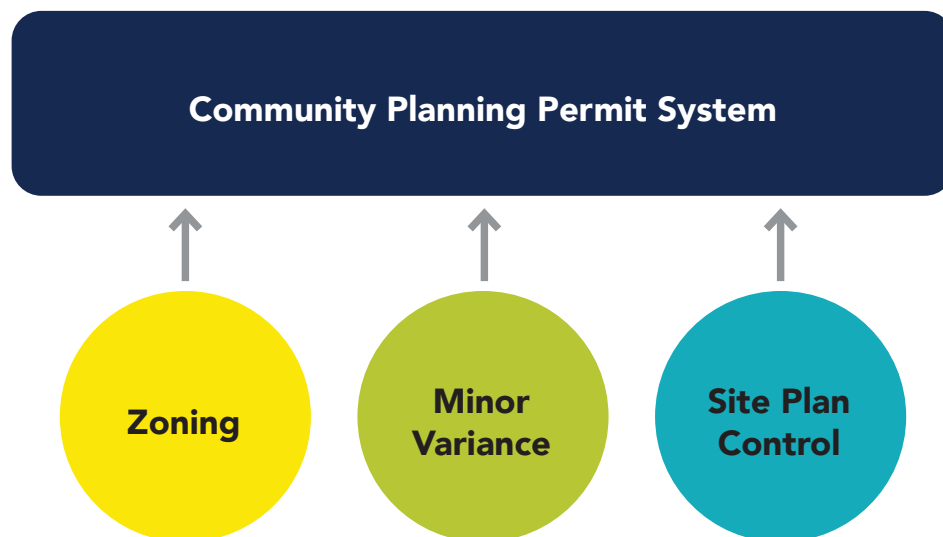 Community Planning Permit System
Zoning
Minor
Variance
Site Plan
Control